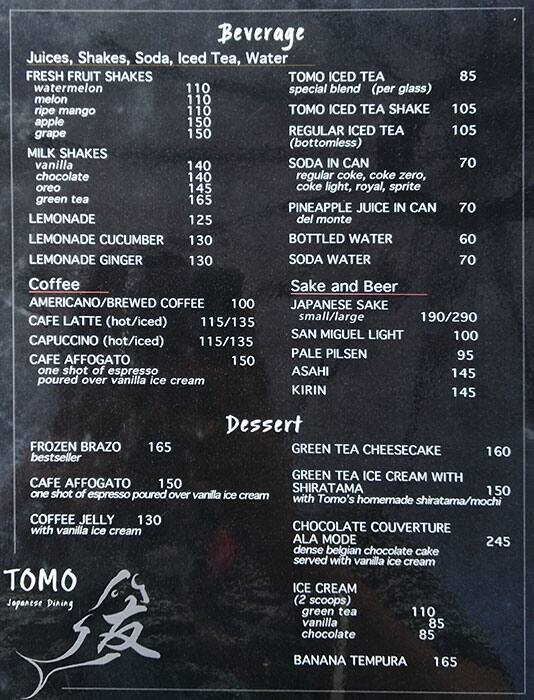 Beverage
Juices, Shakes, Soda, Iced Tea, Water
FRESH FRUIT SHAKES
watermelon 110
melon 110
ripe mango 110
apple 150
grape 150
MILK SHAKES
vanilla 140
chocolate 140
oreo 145
green tea 165
LEMONADE 125
LEMONADE CUCUMBER 130
LEMONADE GINGER 130
TOMO ICED TEA 85
special blend (per glass)
TOMO ICED TEA SHAKE 105
REGULAR ICED TEA 105
(bottomless)
SODA IN CAN 70
regular coke, coke zero,
coke light, royal, sprite
PINEAPPLE JUICE IN CAN 70
del monte
BOTTLED WATER 60
SODA WATER 70
Coffee
AMERICANO/BREWED COFFEE 100
CAFE LATTE (hot/iced) 115/135
CAPUCCINO (hot/iced) 115/135
CAFE AFFOGATO 150
one shot of espresso
poured over vanilla ice cream
Sake and Beer
JAPANESE SAKE
small/large 190/290
SAN MIGUEL LIGHT 100
PALE PILSEN 95
ASAHI 145
KIRIN 145
Dessert
FROZEN BRAZO 165
bestseller
CAFE AFFOGATO 150
one shot of espresso poured over vanilla ice cream
COFFEE JELLY 130
with vanilla ice cream
GREEN TEA CHEESECAKE 160
GREEN TEA ICE CREAM WITH
SHIRATAMA 150
with Tomo's homemade shiratama/mochi
CHOCOLATE COUVERTURE
ALA MODE 245
dense belgian chocolate cake
served with vanilla ice cream
ICE CREAM
(2 scoops)
green tea 110
vanilla 85
chocolate 85
BANANA TEMPURA 165
TOMO
Japanese Dining
友